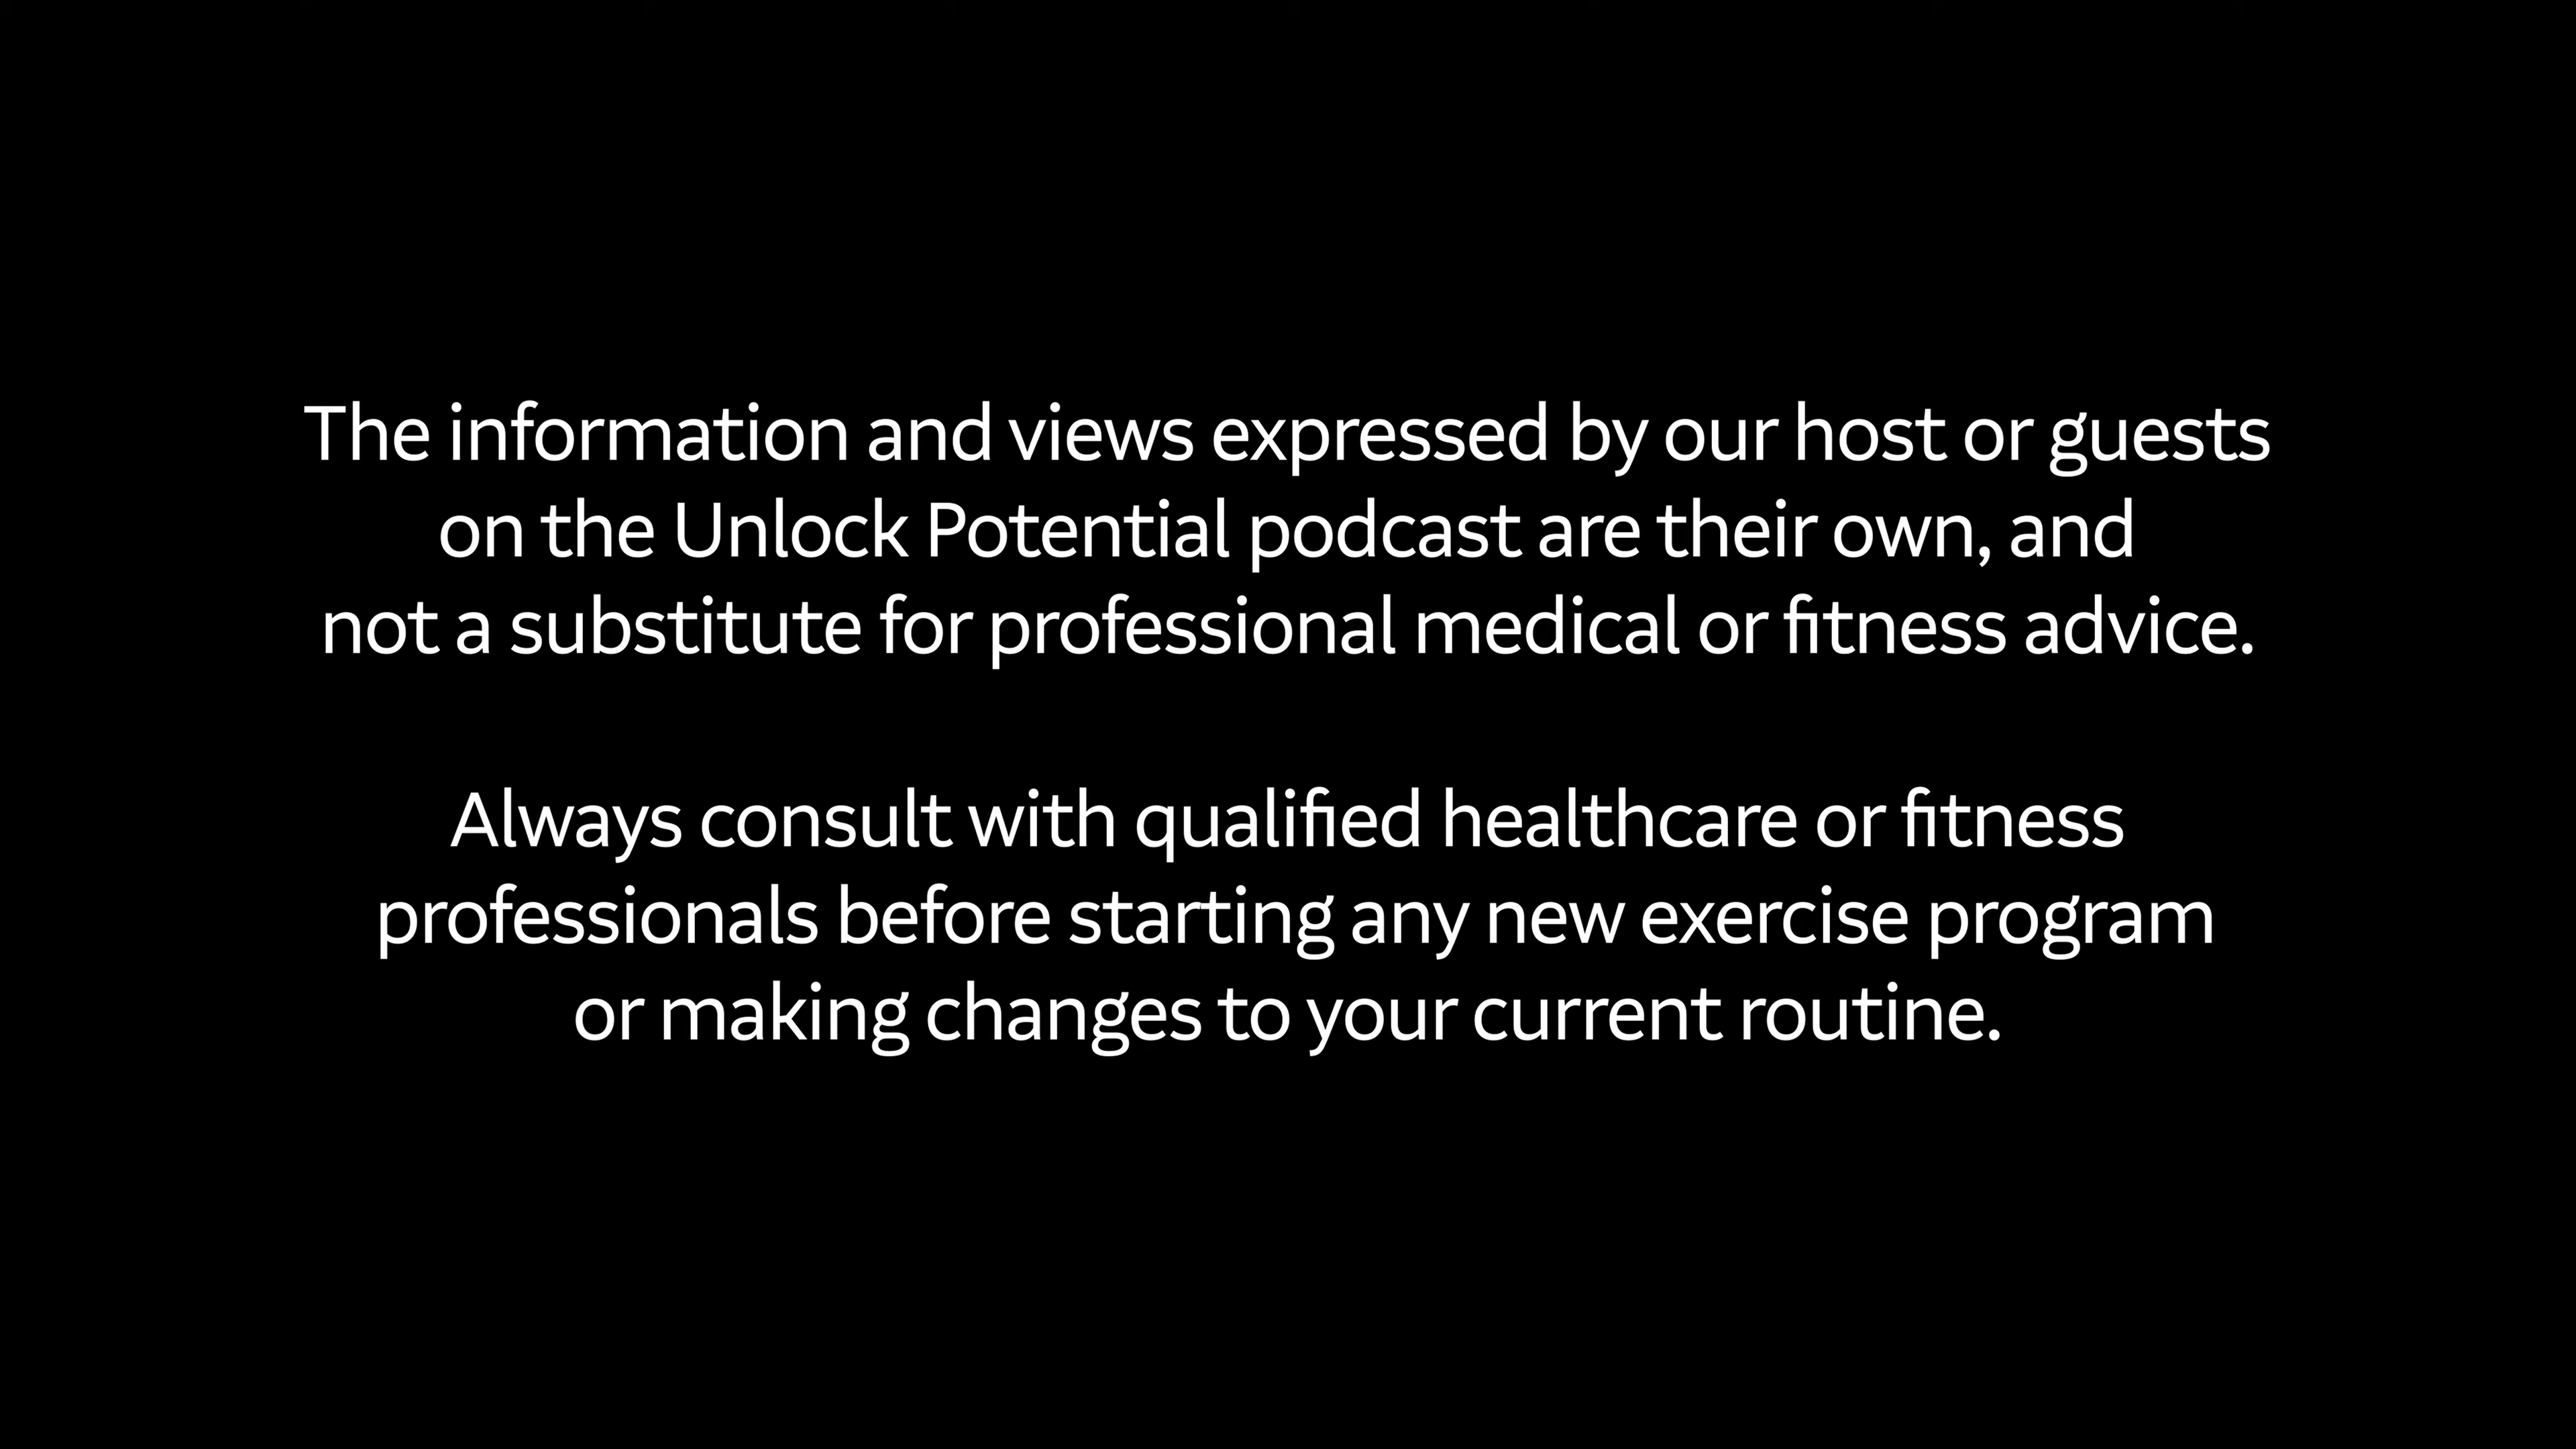 The information and views expressed by our host or guests
on the Unlock Potential podcast are their own, and
not a substitute for professional medical or fitness advice.
Always consult with qualified healthcare or fitness
professionals before starting any new exercise program
or making changes to your current routine.